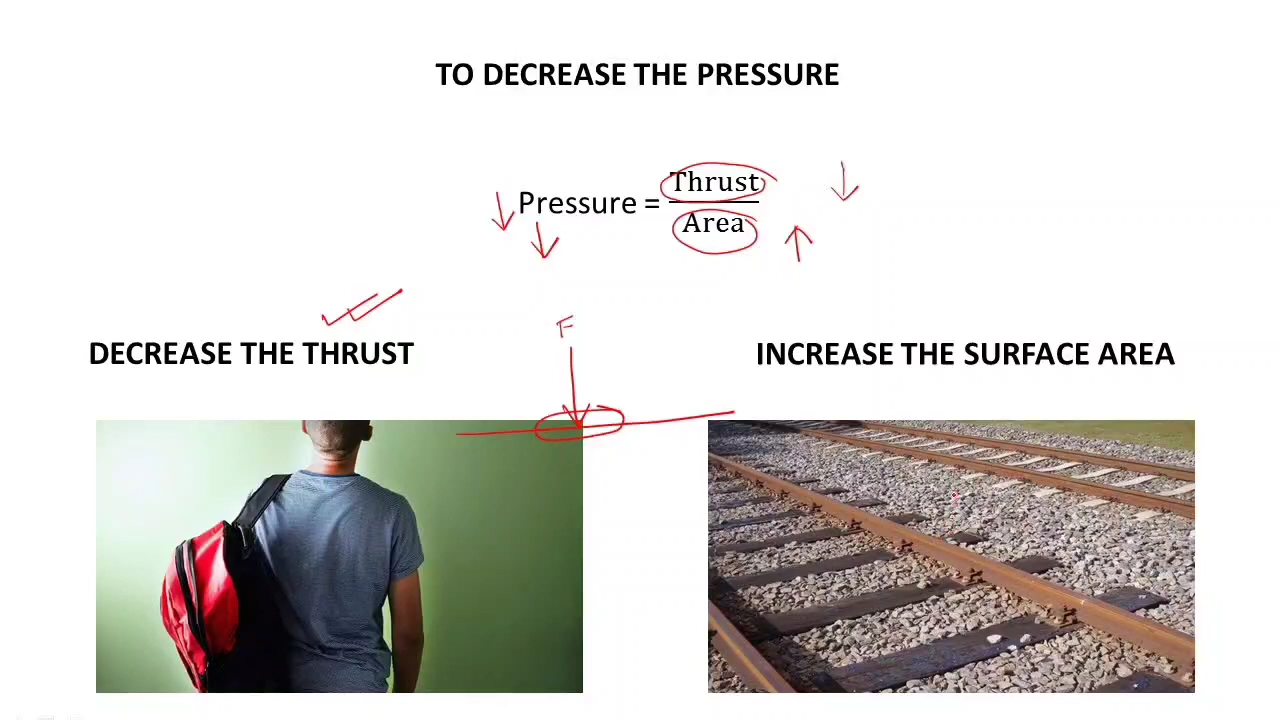 TO DECREASE THE PRESSURE
Pressure = Thrust / Area
F
DECREASE THE THRUST
INCREASE THE SURFACE AREA